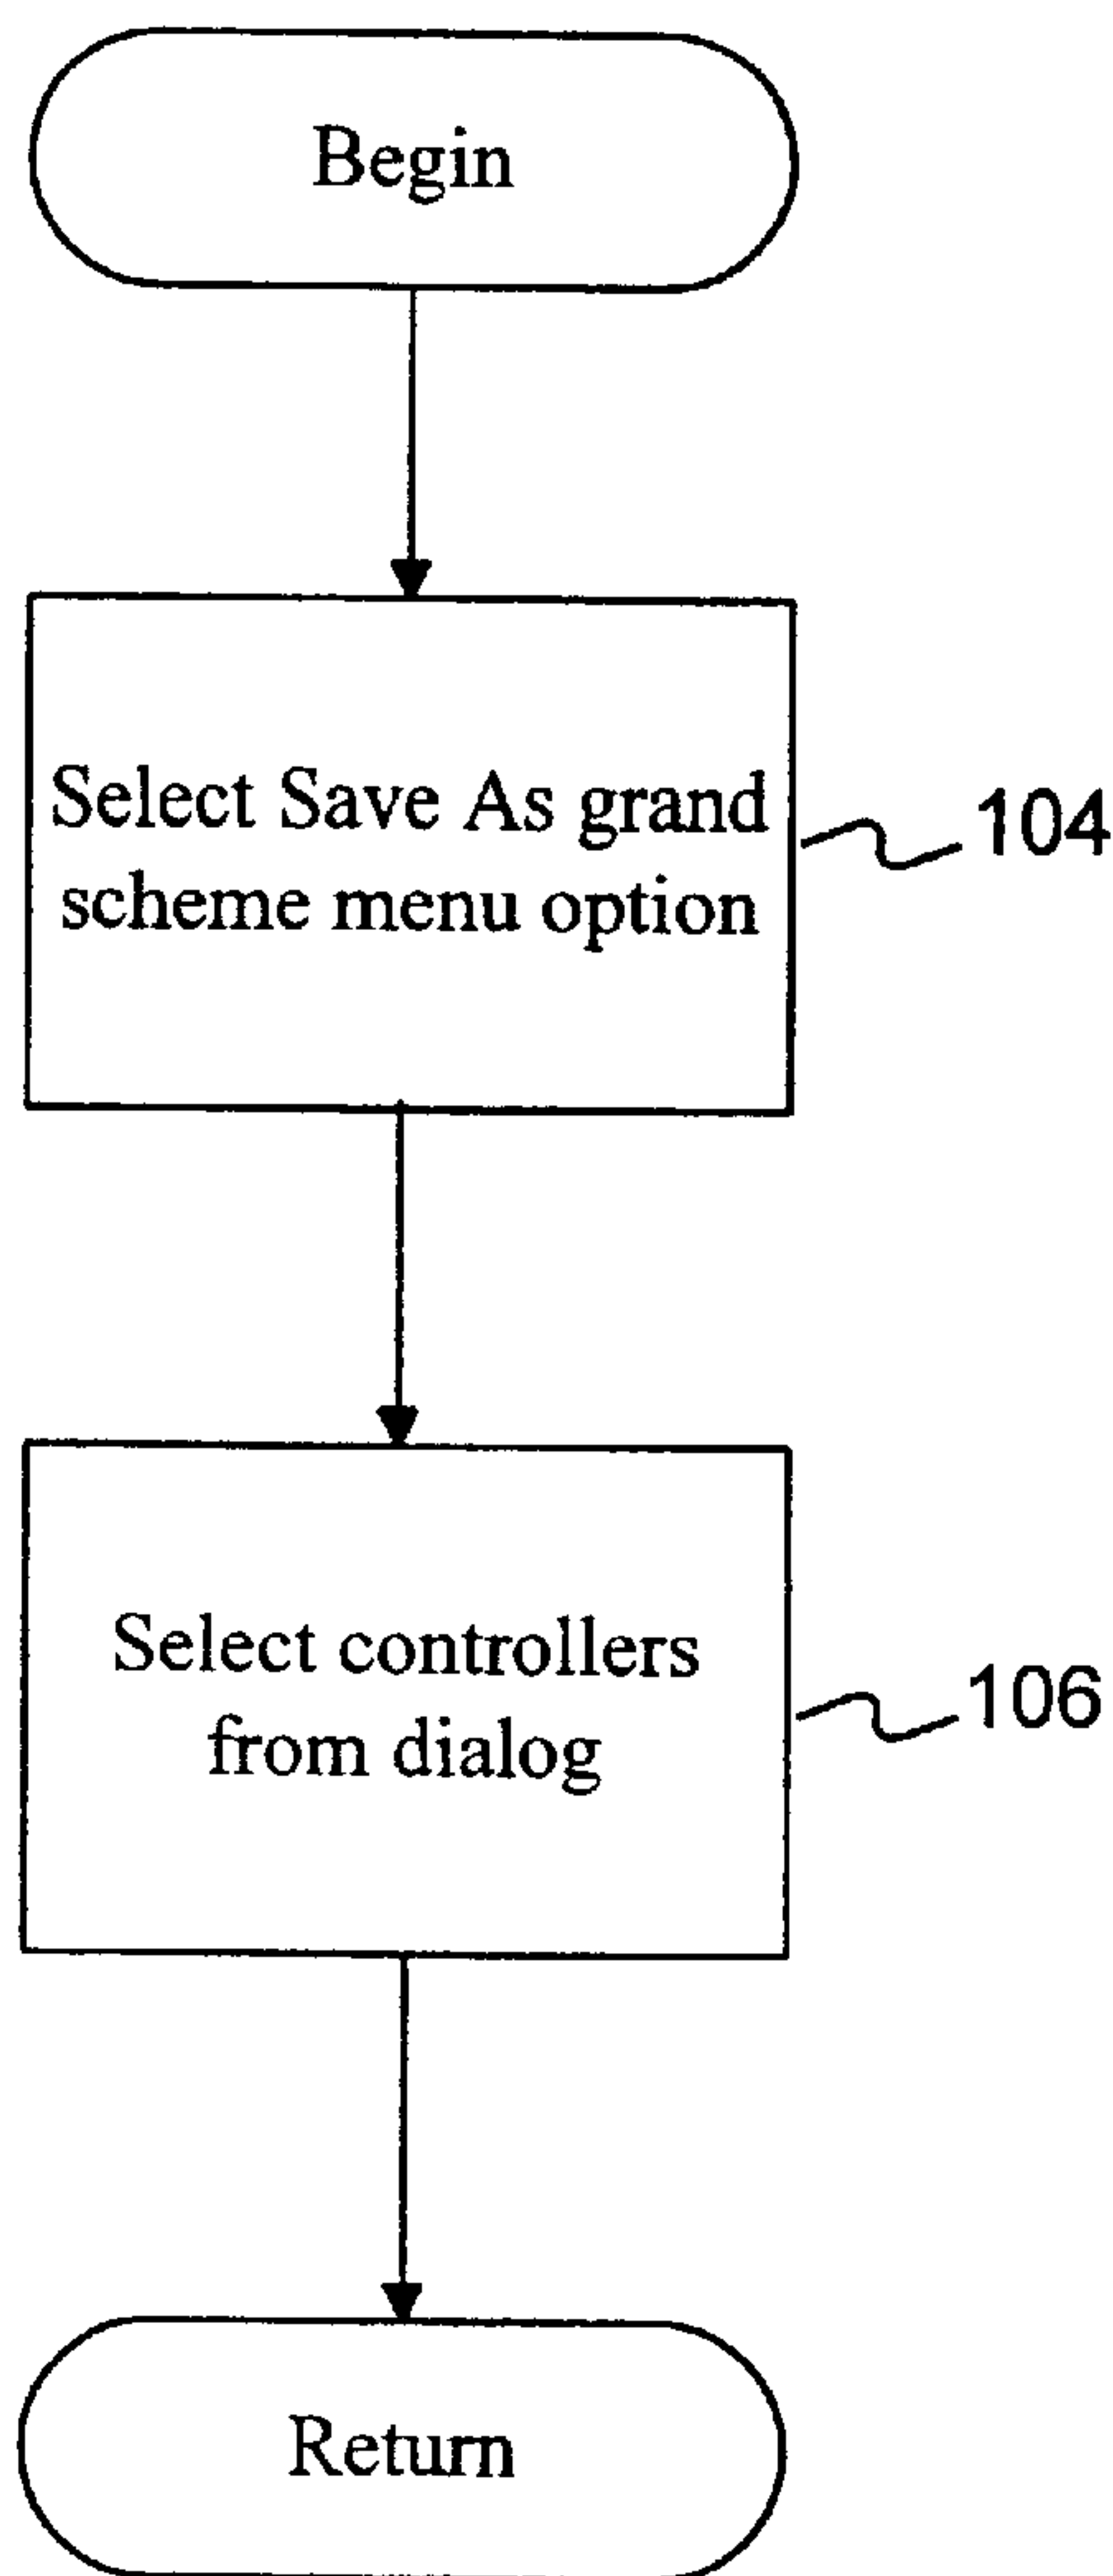 Begin
Select Save As grand
scheme menu option
104
Select controllers
from dialog
106
Return